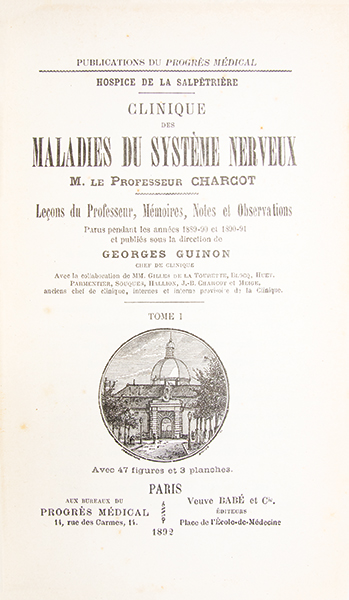 PUBLICATIONS DU PROGRÈS MÉDICAL
HOSPICE DE LA SALPÊTRIÈRE
CLINIQUE
DES
MALADIES DU SYSTÈME NERVEUX
M. LE PROFESSEUR CHARCOT
Leçons du Professeur, Mémoires, Notes et Observations
Parus pendant les années 1889-90 et 1890-91
et publiés sous la direction de
GEORGES GUINON
CHEF DE CLINIQUE
Avec la collaboration de MM. GILLES DE LA TOURETTE, BLOCQ, HUET,
PARMENTIER, SOUQUES, HALLION, J.-B. CHARCOT et MEIGE,
anciens chef de clinique, internes et interne provisoire de la Clinique.
TOME I
Avec 47 figures et 3 planches.
PARIS
AUX BUREAUX DU
PROGRÈS MÉDICAL
14, rue des Carmes, 14.
Veuve BABÉ et Cie.
ÉDITEURS
Place de l'École-de-Médecine
1892